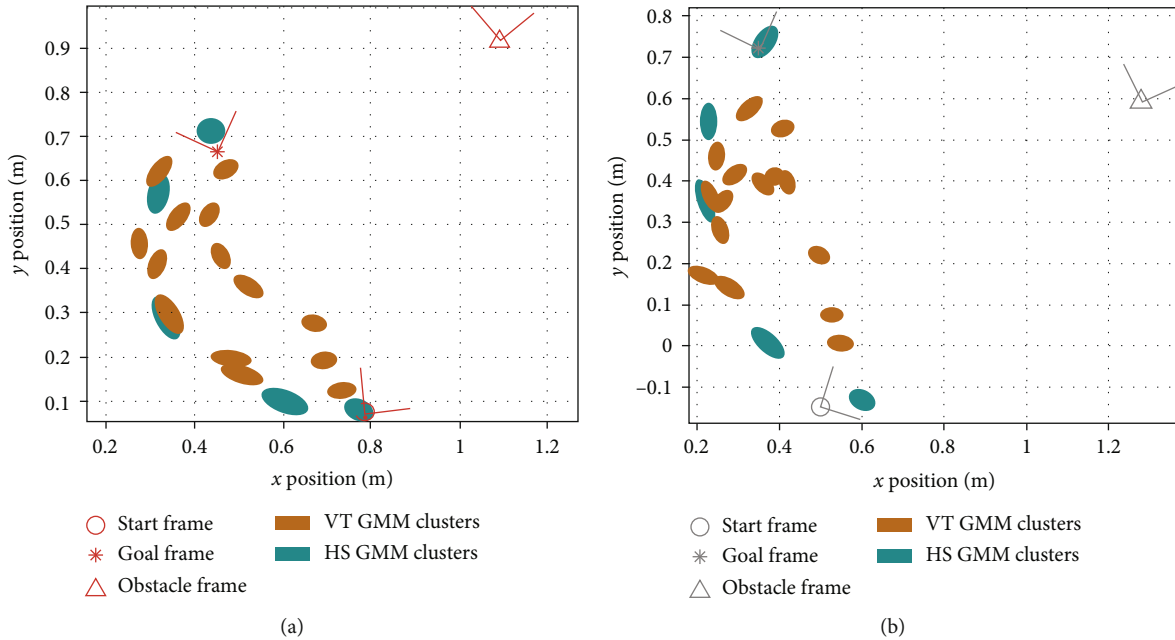 0.9
0.8
0.7
0.6
0.5
0.4
0.3
0.2
0.1
y position (m)
0.2 0.4 0.6 0.8 1 1.2
x position (m)
Start frame
Goal frame
Obstacle frame
VT GMM clusters
HS GMM clusters
(a)
0.8
0.7
0.6
0.5
0.4
0.3
0.2
0.1
0
−0.1
y position (m)
0.2 0.4 0.6 0.8 1 1.2
x position (m)
Start frame
Goal frame
Obstacle frame
VT GMM clusters
HS GMM clusters
(b)